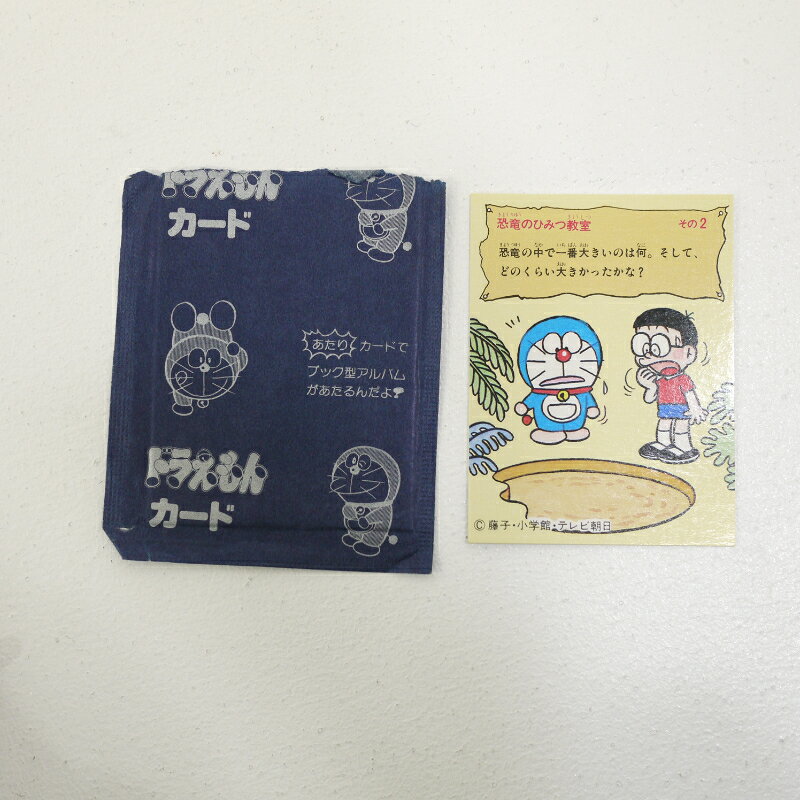 ドラえもん
カード
あたり カードで
ブック型アルバム
があたるんだよ!
ドラえもん
カード
恐竜のひみつ教室 その2
恐竜の中で一番大きいのは何。そして、
どのくらい大きかったかな?
© 藤子・小学館・テレビ朝日